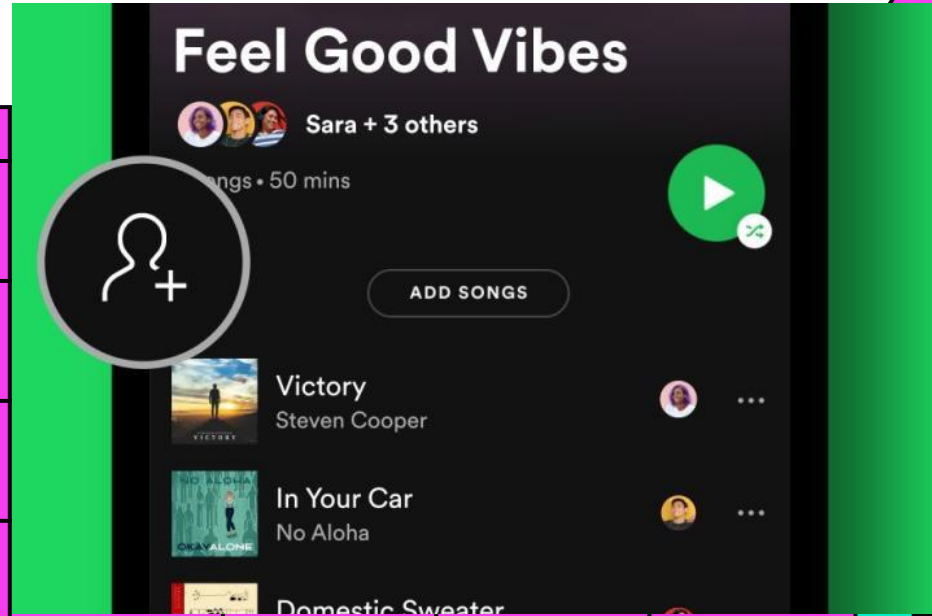 Feel Good Vibes
Sara + 3 others
ngs • 50 mins
ADD SONGS
VICTORY
Victory
Steven Cooper
NO ALOHA
OKAY ALONE
In Your Car
No Aloha
Domestic Sweater